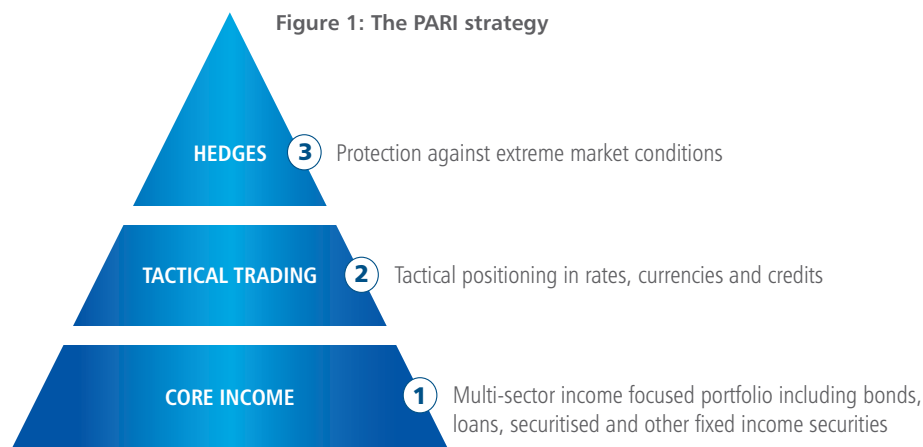 Figure 1: The PARI strategy
HEDGES 3 Protection against extreme market conditions
TACTICAL TRADING 2 Tactical positioning in rates, currencies and credits
CORE INCOME 1 Multi-sector income focused portfolio including bonds,
loans, securitised and other fixed income securities